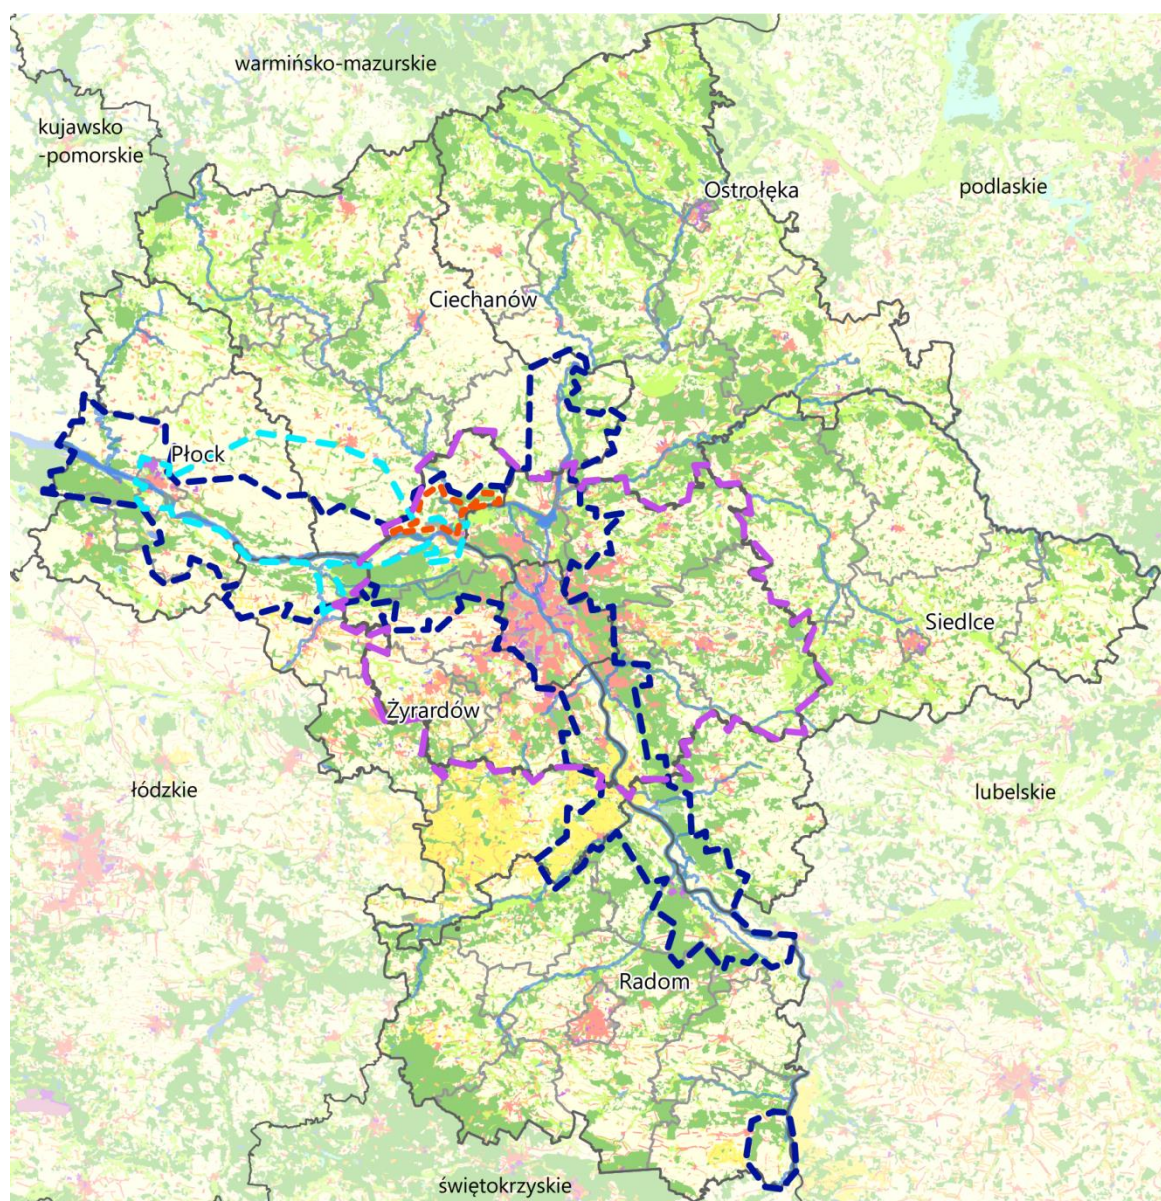 warmińsko-mazurskie
kujawsko
-pomorskie
podlaskie
Ostrołęka
Ciechanów
Płock
Siedlce
Żyrardów
łódzkie
lubelskie
Radom
świętokrzyskie